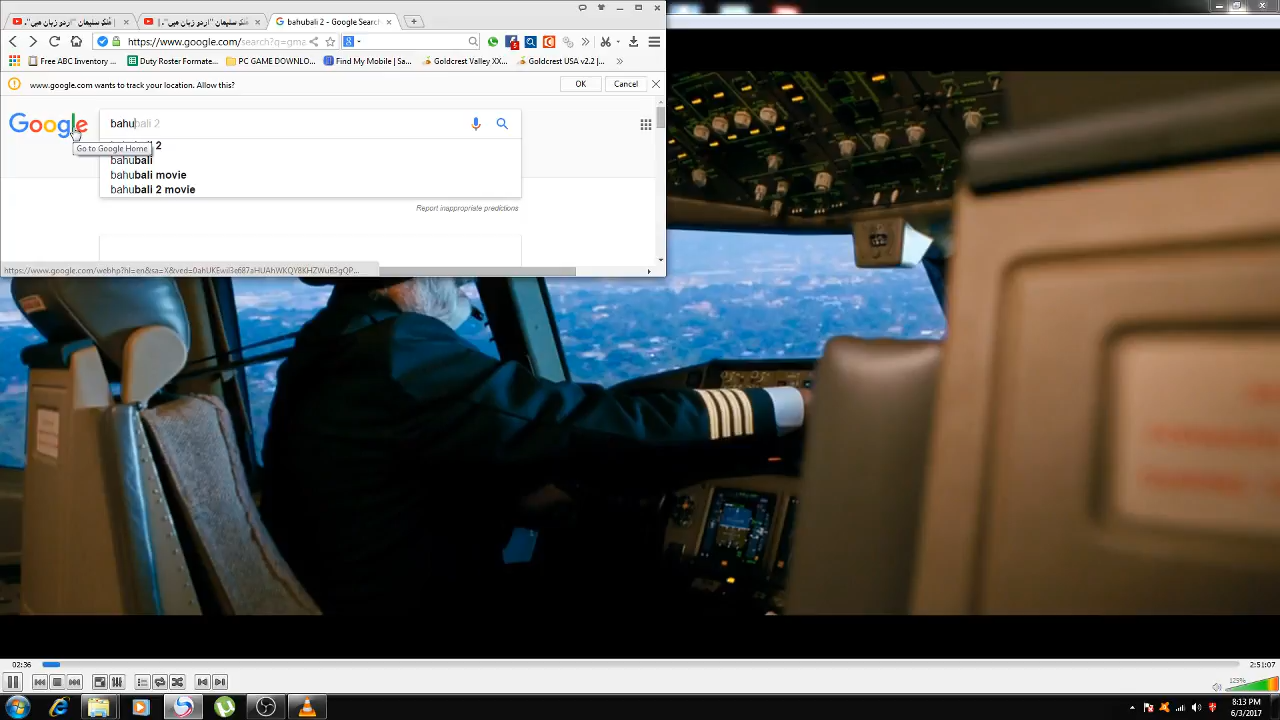 ملکہ سلیمان "اردو زبان میں"،
ملکہ سلیمان "اردو زبان میں"، |
bahubali 2 - Google Searc
https://www.google.com/search?q=gma
Free ABC Inventory ...
Duty Roster Formate...
PC GAME DOWNLO...
Find My Mobile | Sa...
Goldcrest Valley XX...
Goldcrest USA v2.2 |...
www.google.com wants to track your location. Allow this?
OK
Cancel
Google
bahubali 2
Go to Google Home
2
bahubali
bahubali movie
bahubali 2 movie
Report inappropriate predictions
02:36
2:51:07
125%
8:13 PM
6/3/2017